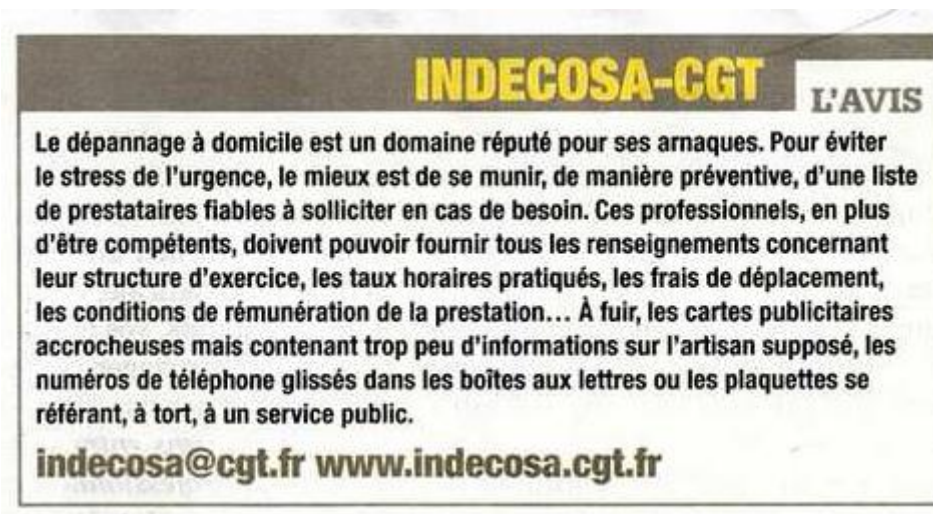 INDECOSA-CGT
L'AVIS
Le dépannage à domicile est un domaine réputé pour ses arnaques. Pour éviter
le stress de l'urgence, le mieux est de se munir, de manière préventive, d'une liste
de prestataires fiables à solliciter en cas de besoin. Ces professionnels, en plus
d'être compétents, doivent pouvoir fournir tous les renseignements concernant
leur structure d'exercice, les taux horaires pratiqués, les frais de déplacement,
les conditions de rémunération de la prestation… À fuir, les cartes publicitaires
accrocheuses mais contenant trop peu d'informations sur l'artisan supposé, les
numéros de téléphone glissés dans les boîtes aux lettres ou les plaquettes se
référant, à tort, à un service public.
indecosa@cgt.fr www.indecosa.cgt.fr